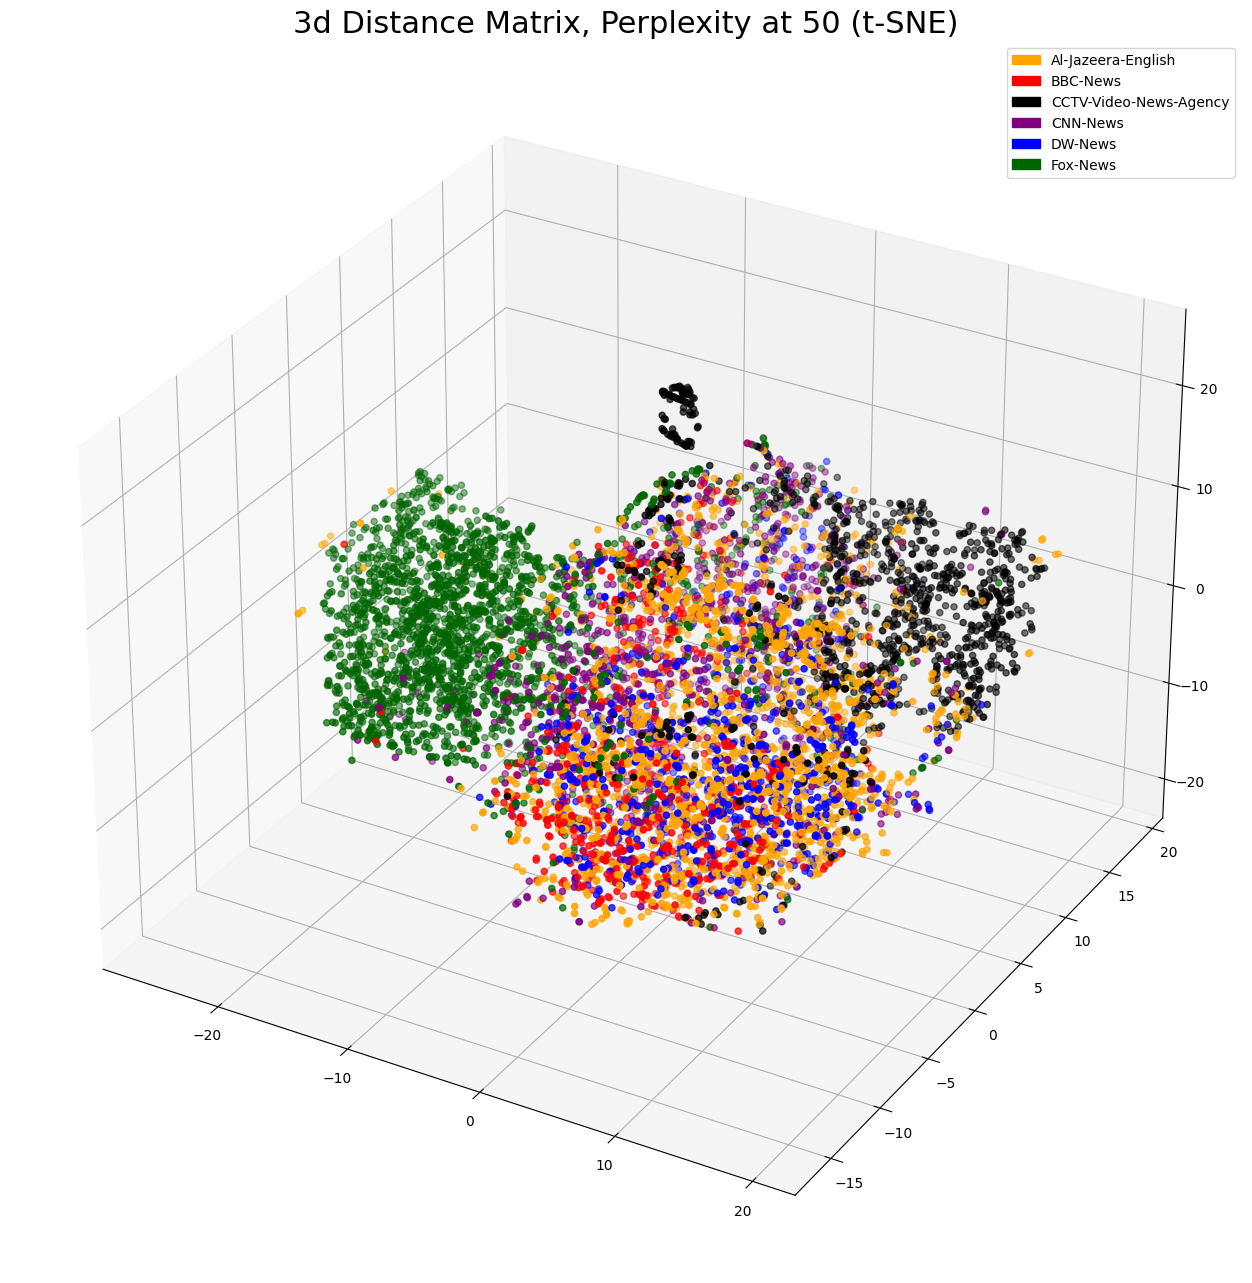 3d Distance Matrix, Perplexity at 50 (t-SNE)
Al-Jazeera-English
BBC-News
CCTV-Video-News-Agency
CNN-News
DW-News
Fox-News
20
10
0
−10
−20
20
15
10
5
0
−5
−10
−15
−20
−10
0
10
20